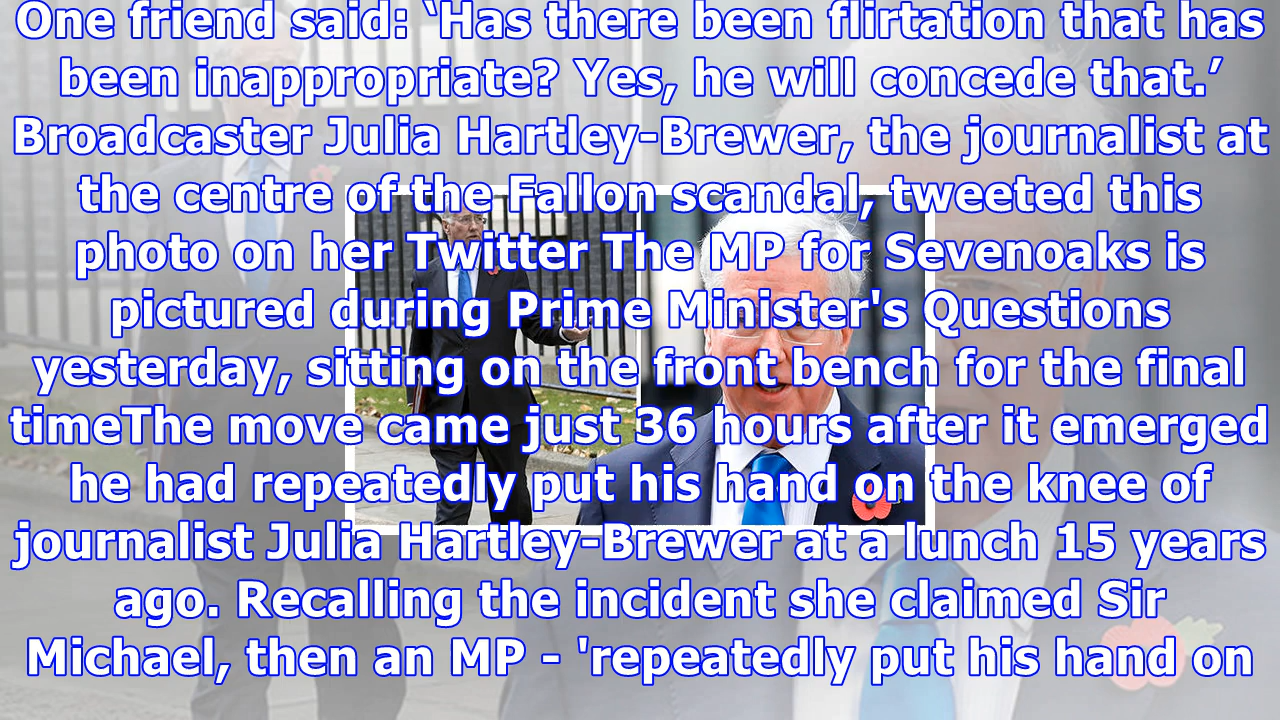 One friend said: ‘Has there been flirtation that has
been inappropriate? Yes, he will concede that.’
Broadcaster Julia Hartley-Brewer, the journalist at
the centre of the Fallon scandal, tweeted this
photo on her Twitter The MP for Sevenoaks is
pictured during Prime Minister's Questions
yesterday, sitting on the front bench for the final
timeThe move came just 36 hours after it emerged
he had repeatedly put his hand on the knee of
journalist Julia Hartley-Brewer at a lunch 15 years
ago. Recalling the incident she claimed Sir
Michael, then an MP - 'repeatedly put his hand on